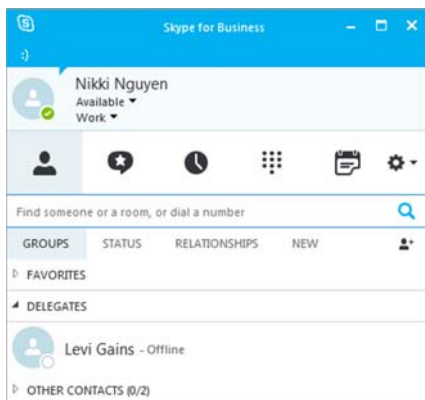 Skype for Business
:)
Nikki Nguyen
Available
Work
Find someone or a room, or dial a number
GROUPS STATUS RELATIONSHIPS NEW
FAVORITES
DELEGATES
Levi Gains - Offline
OTHER CONTACTS (0/2)